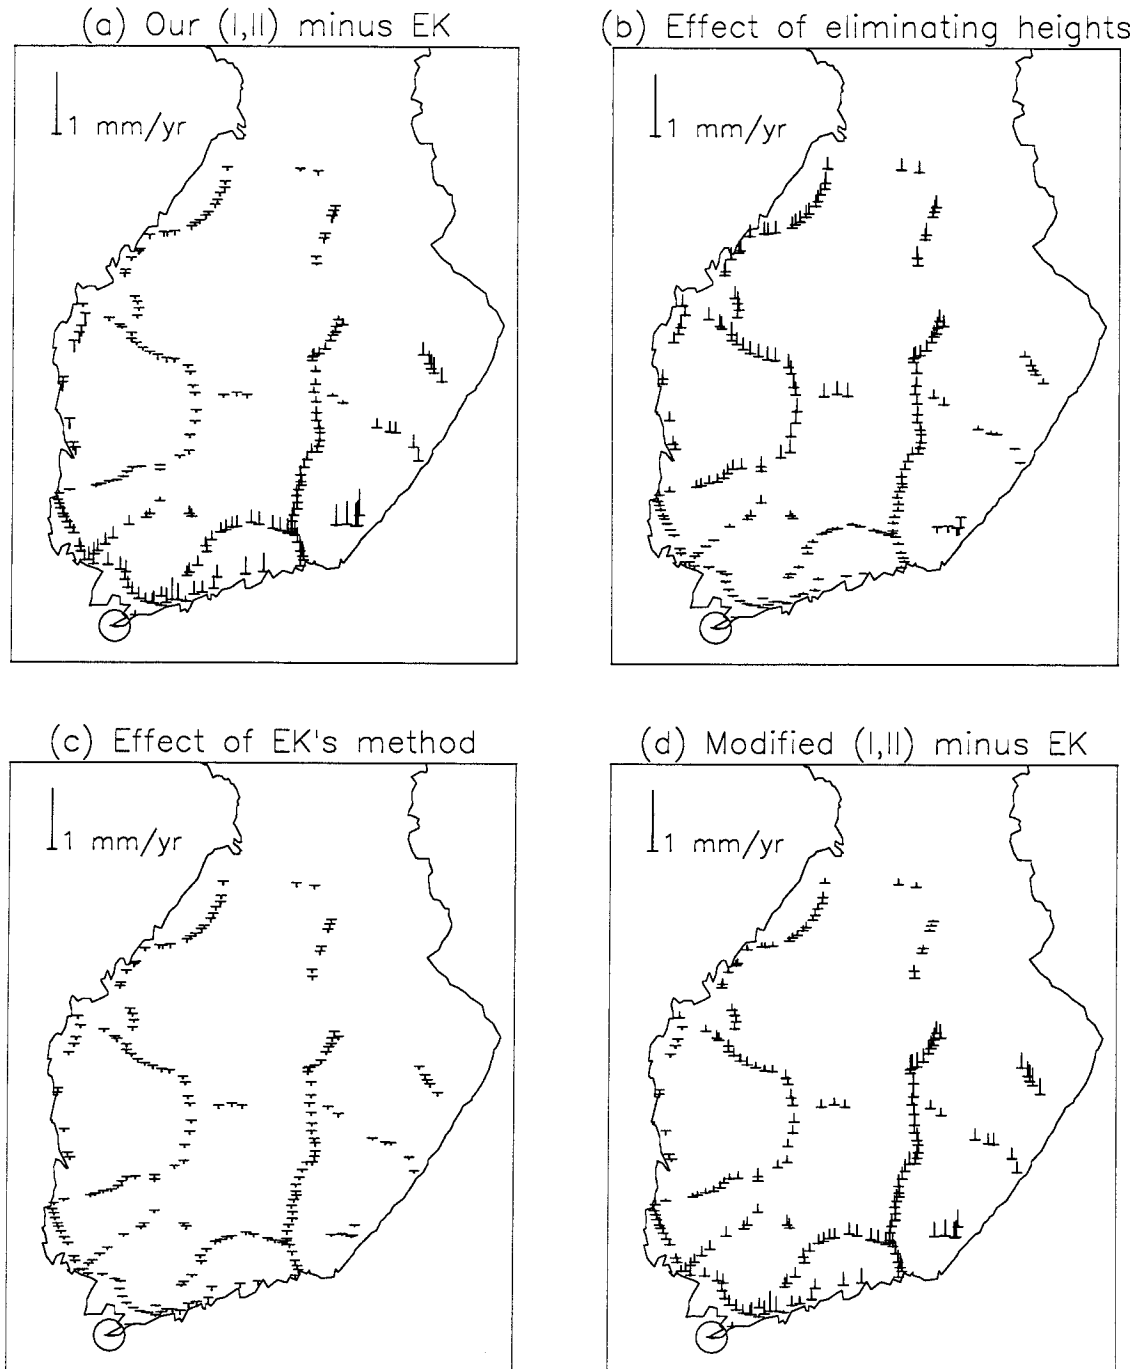 (a) Our (I,II) minus EK
1 mm/yr
(b) Effect of eliminating heights
1 mm/yr
(c) Effect of EK's method
1 mm/yr
(d) Modified (I,II) minus EK
1 mm/yr